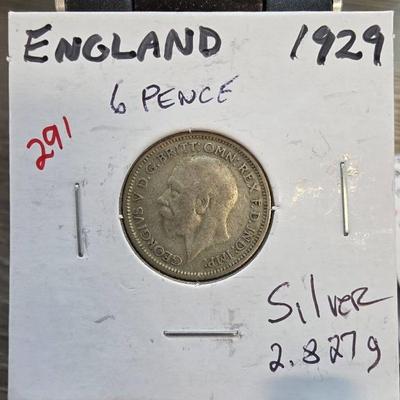 ENGLAND 1929
6 PENCE
291
GEORGIVS V D.G.BRITT:OMN:REX F.D.IND:IMP:
Silver
2.827g